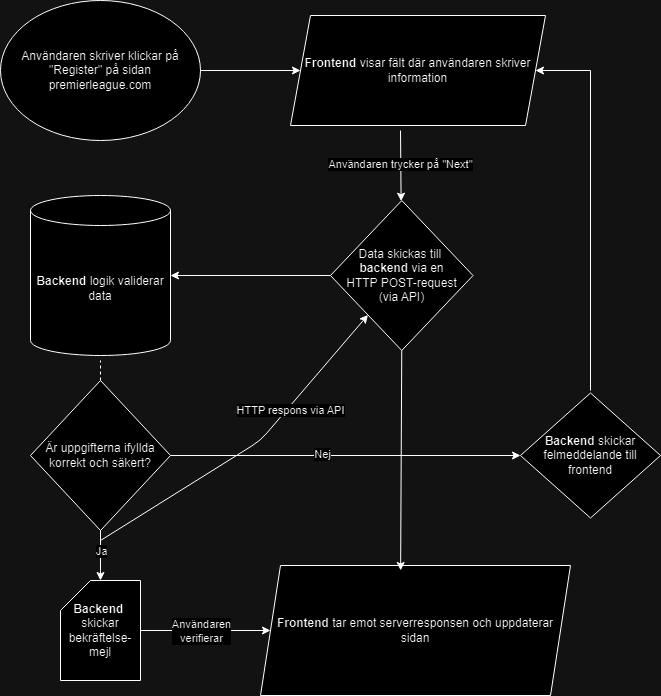 Användaren skriver klickar på
"Register" på sidan
premierleague.com
Frontend visar fält där användaren skriver
information
Användaren trycker på "Next"
Data skickas till
backend via en
HTTP POST-request
(via API)
Backend logik validerar
data
HTTP respons via API
Är uppgifterna ifyllda
korrekt och säkert?
Nej
Backend skickar
felmeddelande till
frontend
Ja
Backend
skickar
bekräftelse-
mejl
Användaren
verifierar
Frontend tar emot serverresponsen och uppdaterar
sidan